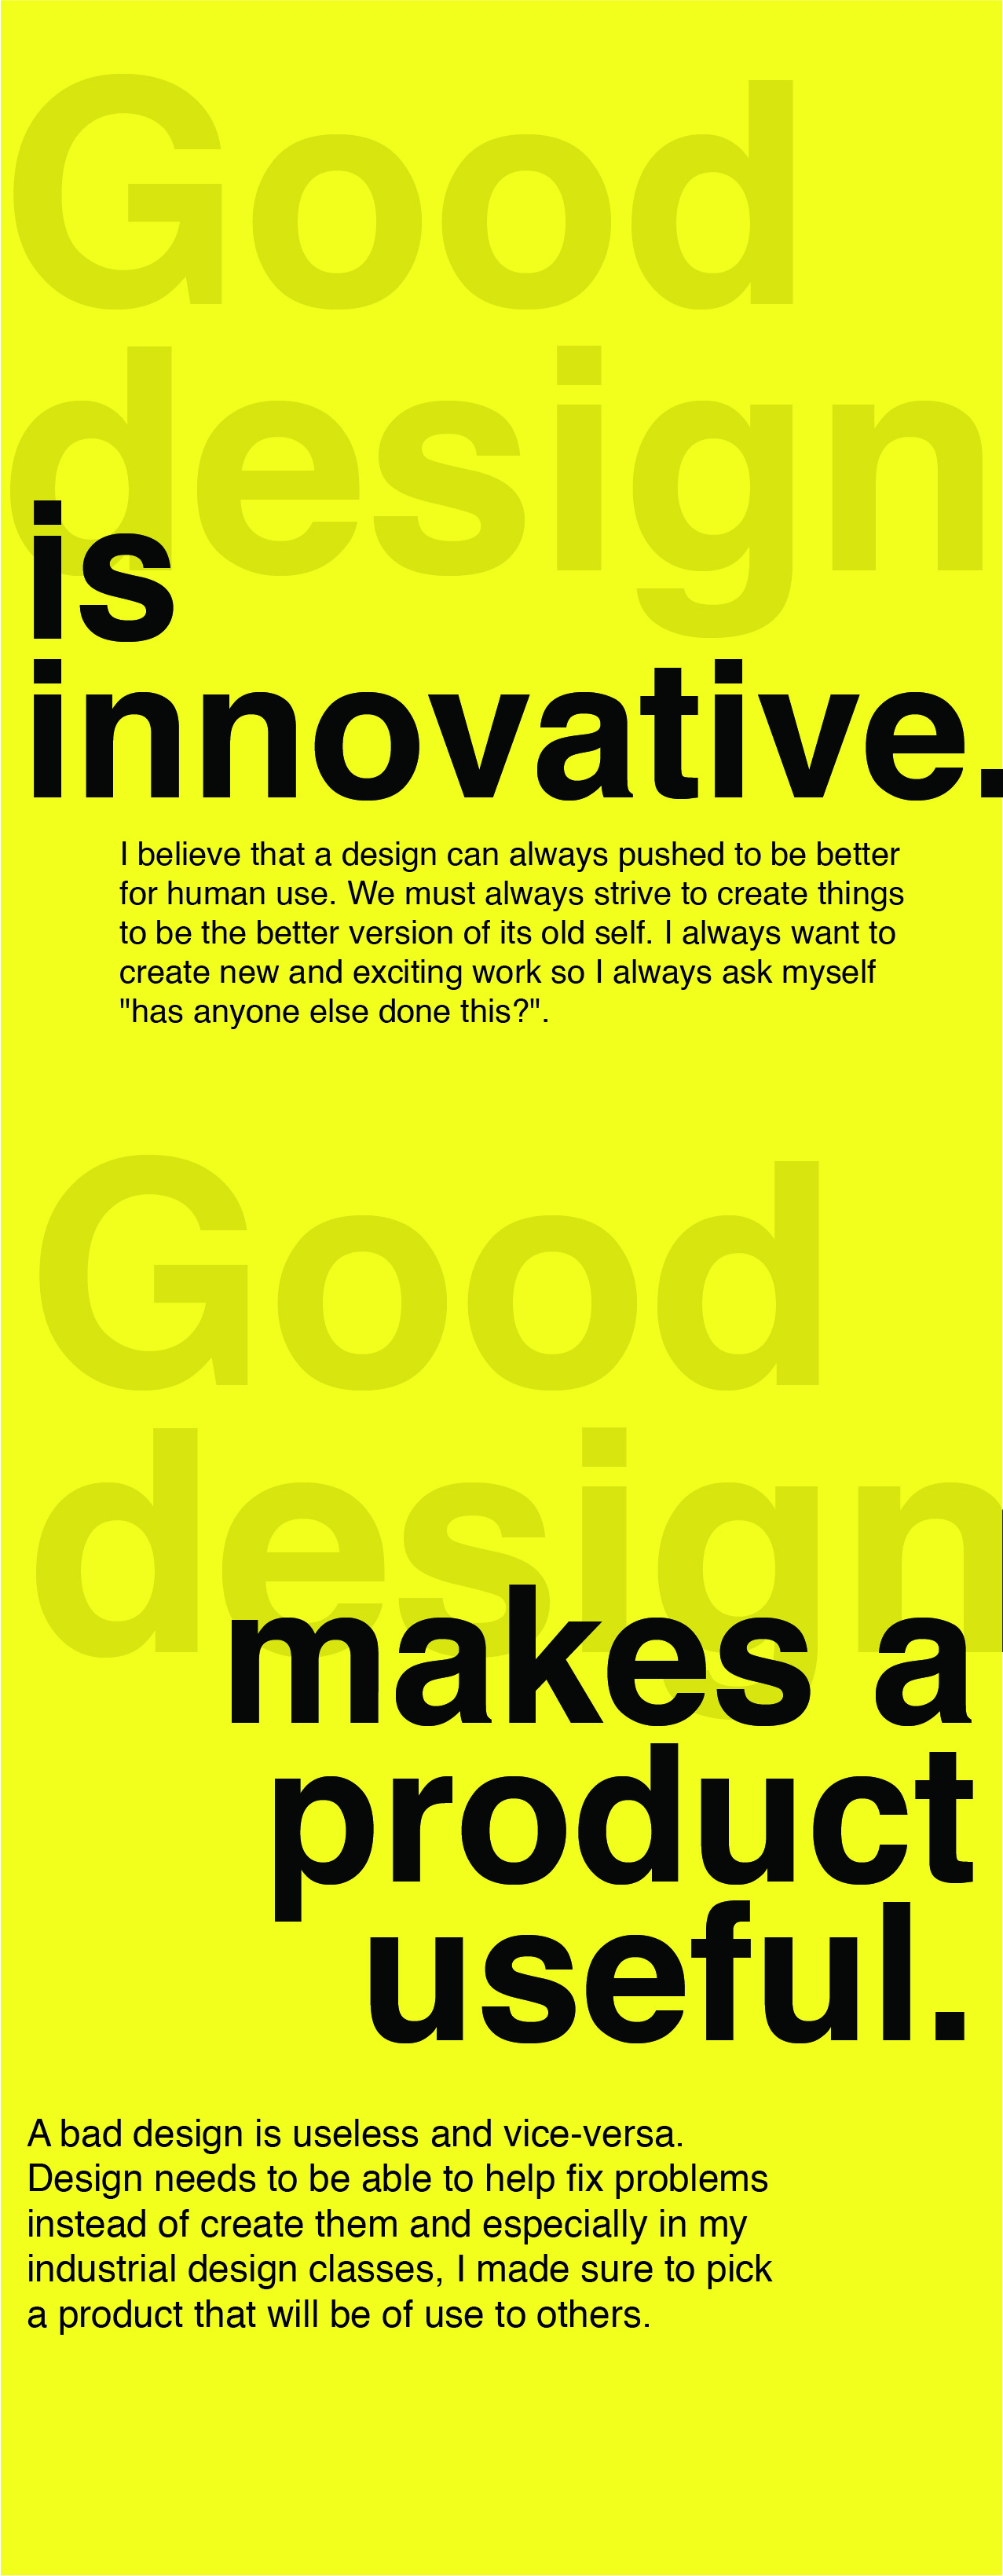 Good
design
is
innovative.
I believe that a design can always pushed to be better
for human use. We must always strive to create things
to be the better version of its old self. I always want to
create new and exciting work so I always ask myself
"has anyone else done this?".
Good
design
makes a
product
useful.
A bad design is useless and vice-versa.
Design needs to be able to help fix problems
instead of create them and especially in my
industrial design classes, I made sure to pick
a product that will be of use to others.